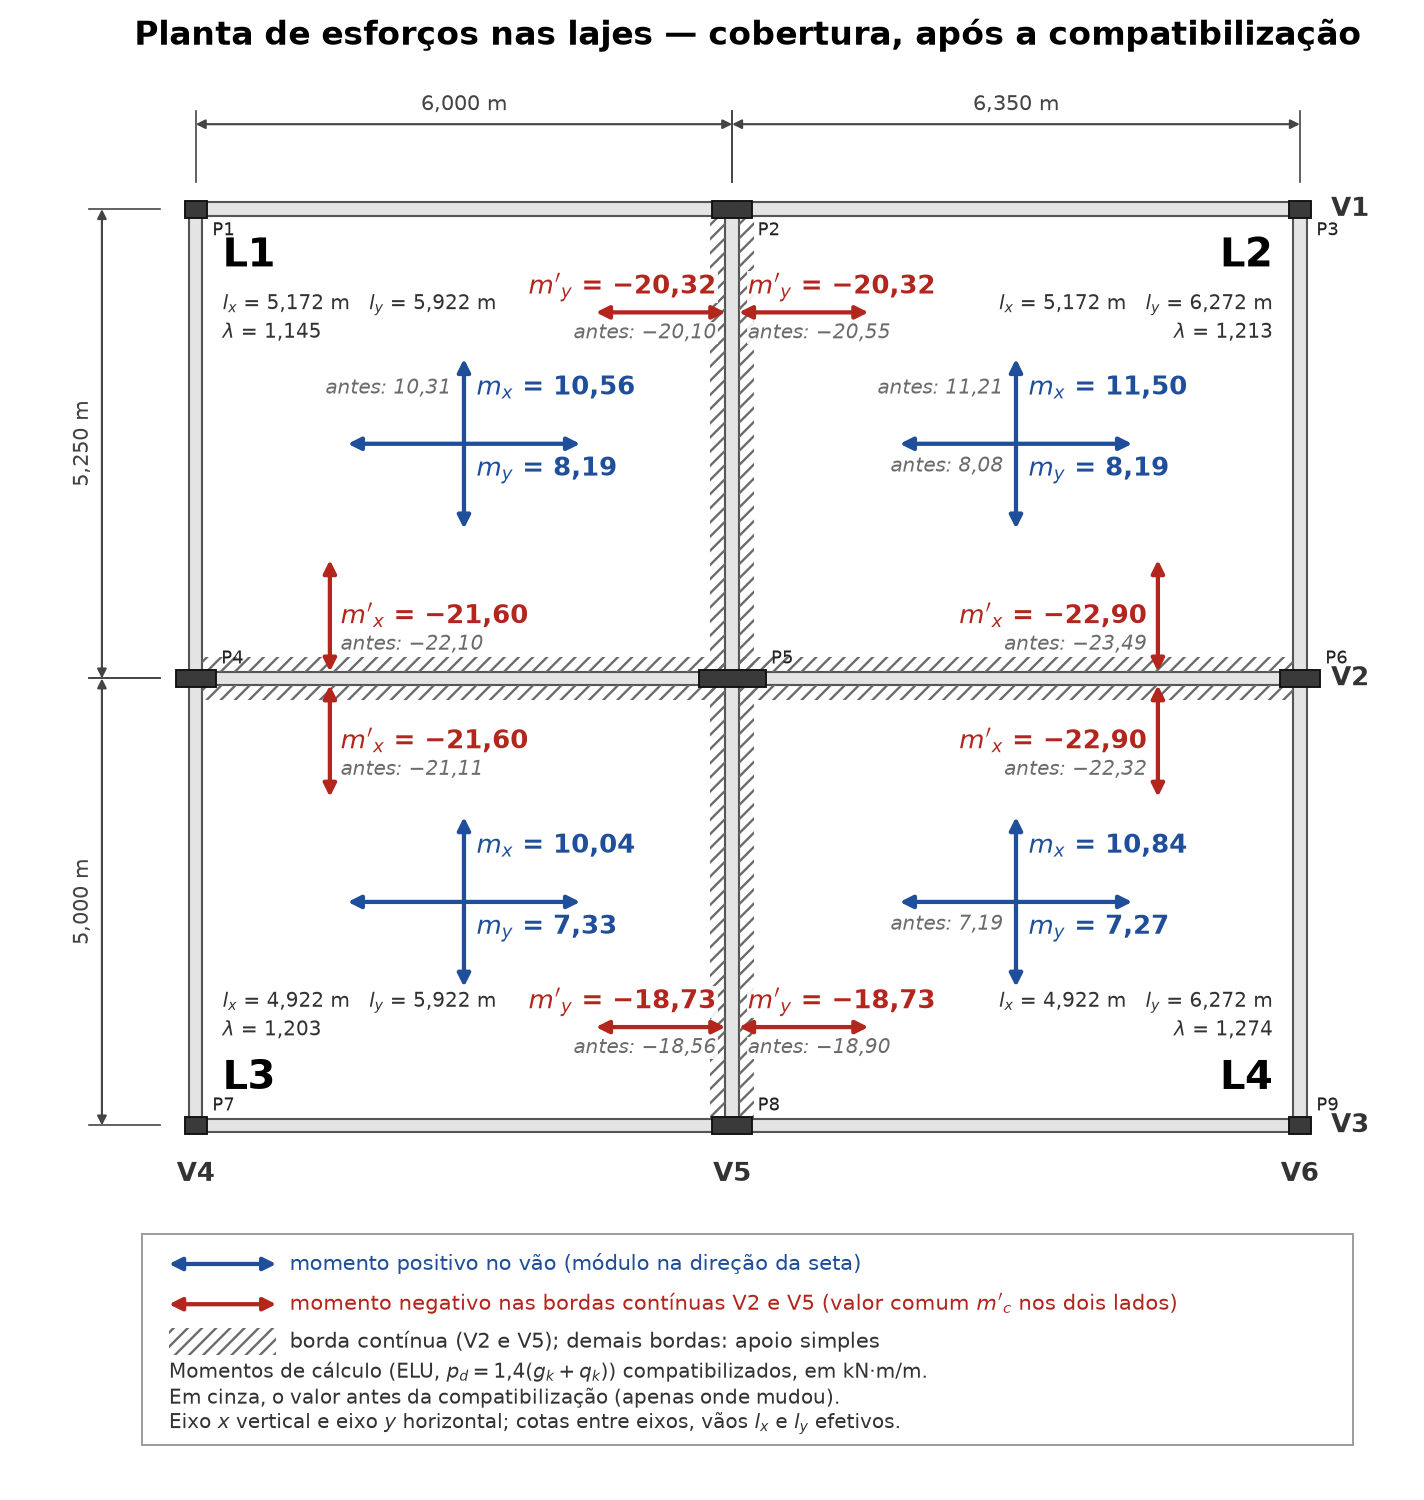 Planta de esforços nas lajes — cobertura, após a compatibilização
6,000 m 6,350 m
V1
P1 P2 P3
L1 L2
m′y = −20,32 m′y = −20,32
lx = 5,172 m ly = 5,922 m lx = 5,172 m ly = 6,272 m
λ = 1,145 antes: −20,10 antes: −20,55 λ = 1,213
antes: 10,31 mx = 10,56 antes: 11,21 mx = 11,50
5,250 m
my = 8,19 antes: 8,08 my = 8,19
m′x = −21,60 m′x = −22,90
antes: −22,10 antes: −23,49
P4 P5 P6
V2
m′x = −21,60 m′x = −22,90
antes: −21,11 antes: −22,32
mx = 10,04 mx = 10,84
5,000 m
my = 7,33 antes: 7,19 my = 7,27
lx = 4,922 m ly = 5,922 m m′y = −18,73 m′y = −18,73 lx = 4,922 m ly = 6,272 m
λ = 1,203 λ = 1,274
antes: −18,56 antes: −18,90
L3 L4
P7 P8 P9
V3
V4 V5 V6
momento positivo no vão (módulo na direção da seta)
momento negativo nas bordas contínuas V2 e V5 (valor comum m′c nos dois lados)
borda contínua (V2 e V5); demais bordas: apoio simples
Momentos de cálculo (ELU, pd = 1,4(gk + qk)) compatibilizados, em kN·m/m.
Em cinza, o valor antes da compatibilização (apenas onde mudou).
Eixo x vertical e eixo y horizontal; cotas entre eixos, vãos lx e ly efetivos.